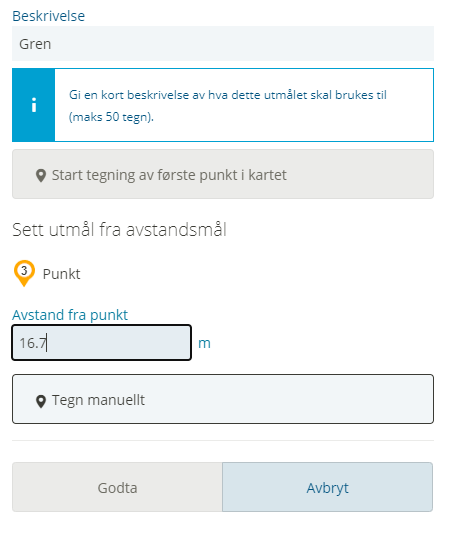 Beskrivelse
Gren
i
Gi en kort beskrivelse av hva dette utmålet skal brukes til
(maks 50 tegn).
Start tegning av første punkt i kartet
Sett utmål fra avstandsmål
3 Punkt
Avstand fra punkt
16.7 m
Tegn manuellt
Godta Avbryt